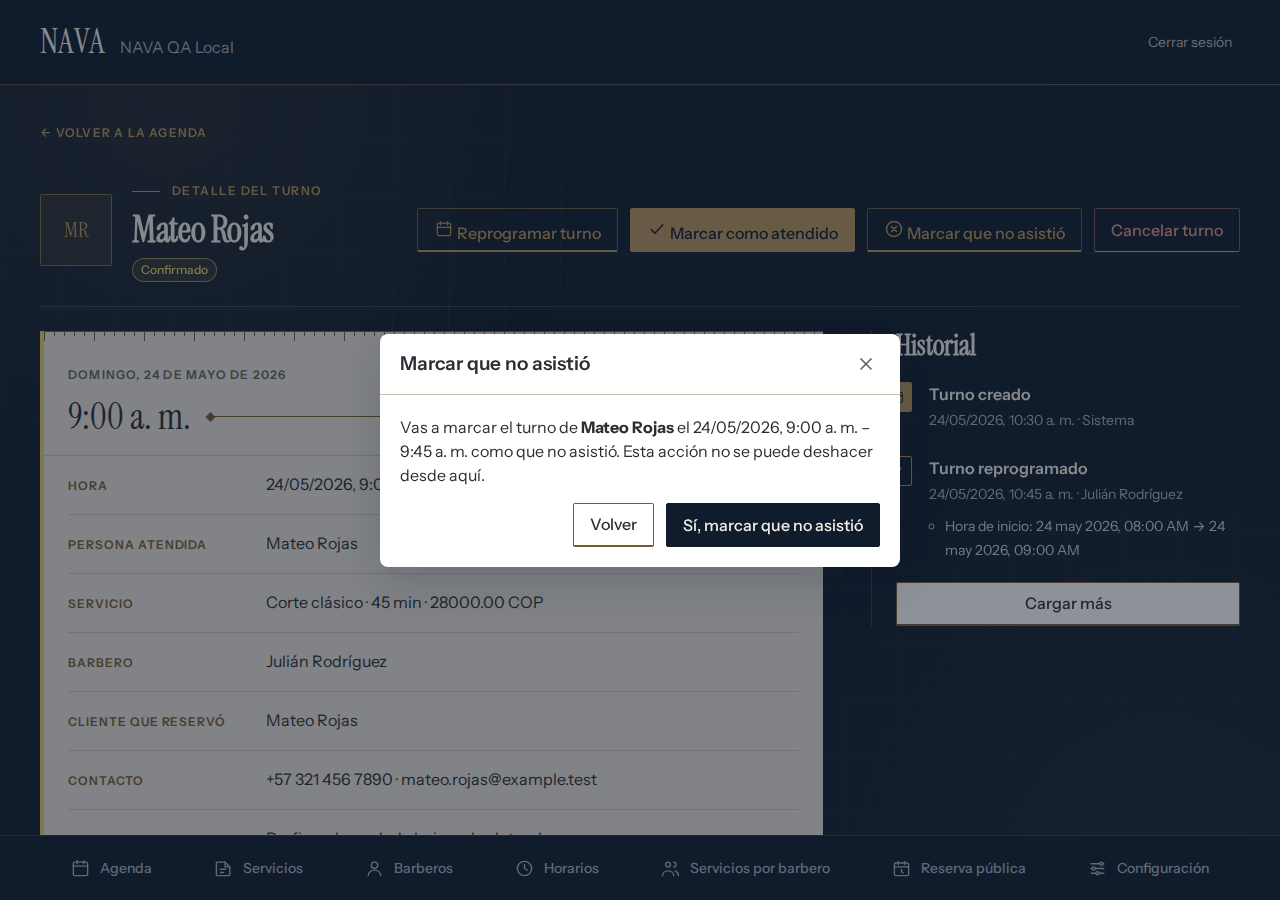 NAVA NAVA QA Local
Cerrar sesión
← VOLVER A LA AGENDA
MR
DETALLE DEL TURNO
Mateo Rojas
Confirmado
Reprogramar turno
Marcar como atendido
Marcar que no asistió
Cancelar turno
DOMINGO, 24 DE MAYO DE 2026
9:00 a. m.
HORA 24/05/2026, 9:0
PERSONA ATENDIDA Mateo Rojas
SERVICIO Corte clásico · 45 min · 28000.00 COP
BARBERO Julián Rodríguez
CLIENTE QUE RESERVÓ Mateo Rojas
CONTACTO +57 321 456 7890 · mateo.rojas@example.test
Marcar que no asistió
Vas a marcar el turno de Mateo Rojas el 24/05/2026, 9:00 a. m. –
9:45 a. m. como que no asistió. Esta acción no se puede deshacer
desde aquí.
Volver
Sí, marcar que no asistió
Historial
Turno creado
24/05/2026, 10:30 a. m. · Sistema
Turno reprogramado
24/05/2026, 10:45 a. m. · Julián Rodríguez
Hora de inicio: 24 may 2026, 08:00 AM → 24
may 2026, 09:00 AM
Cargar más
Agenda
Servicios
Barberos
Horarios
Servicios por barbero
Reserva pública
Configuración